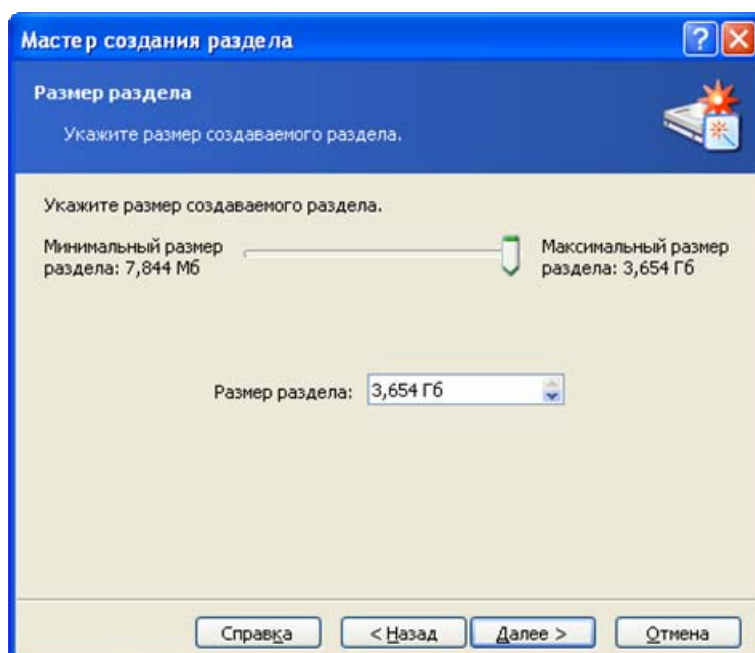 Мастер создания раздела
Размер раздела
Укажите размер создаваемого раздела.
Укажите размер создаваемого раздела.
Минимальный размер
раздела: 7,844 Мб
Максимальный размер
раздела: 3,654 Гб
Размер раздела: 3,654 Гб
Справка < Назад Далее > Отмена